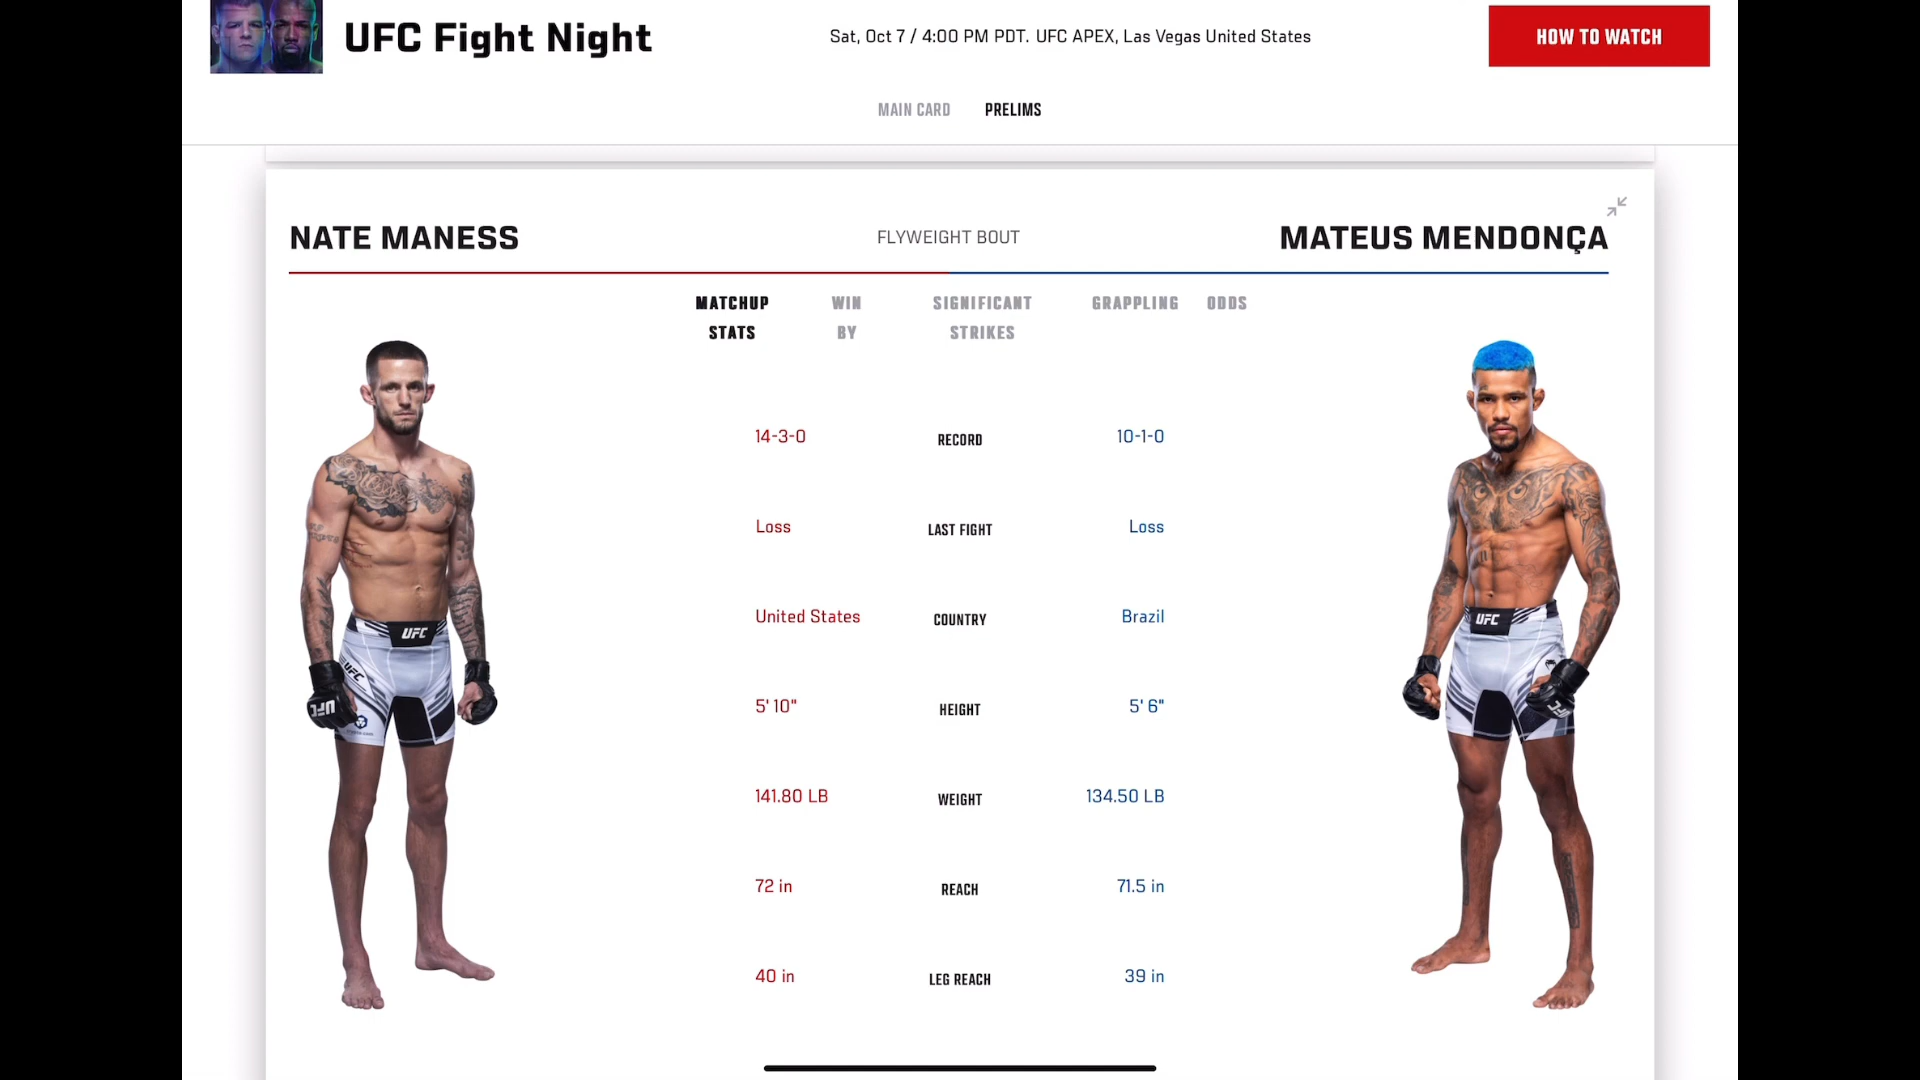 UFC Fight Night
Sat, Oct 7 / 4:00 PM PDT. UFC APEX, Las Vegas United States
HOW TO WATCH
MAIN CARD PRELIMS
NATE MANESS
FLYWEIGHT BOUT
MATEUS MENDONÇA
MATCHUP STATS
WIN BY
SIGNIFICANT STRIKES
GRAPPLING
ODDS
14-3-0 RECORD 10-1-0
Loss LAST FIGHT Loss
United States COUNTRY Brazil
5' 10" HEIGHT 5' 6"
141.80 LB WEIGHT 134.50 LB
72 in REACH 71.5 in
40 in LEG REACH 39 in
UFC
UFC
UFC
UFC
UFC